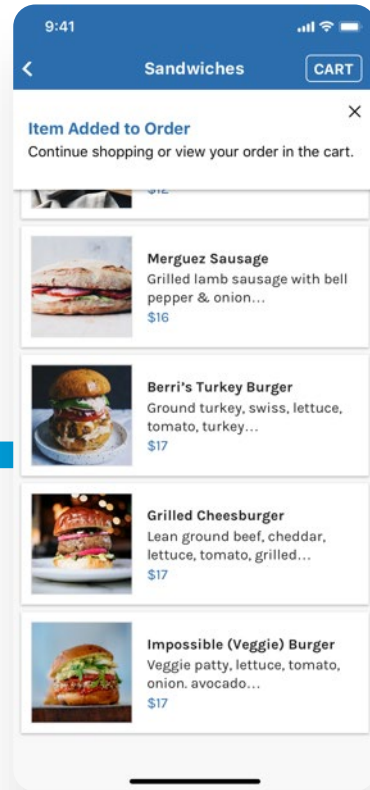 9:41
Sandwiches
CART
Item Added to Order
Continue shopping or view your order in the cart.
$12
Merguez Sausage
Grilled lamb sausage with bell
pepper & onion...
$16
Berri's Turkey Burger
Ground turkey, swiss, lettuce,
tomato, turkey...
$17
Grilled Cheesburger
Lean ground beef, cheddar,
lettuce, tomato, grilled...
$17
Impossible (Veggie) Burger
Veggie patty, lettuce, tomato,
onion. avocado...
$17